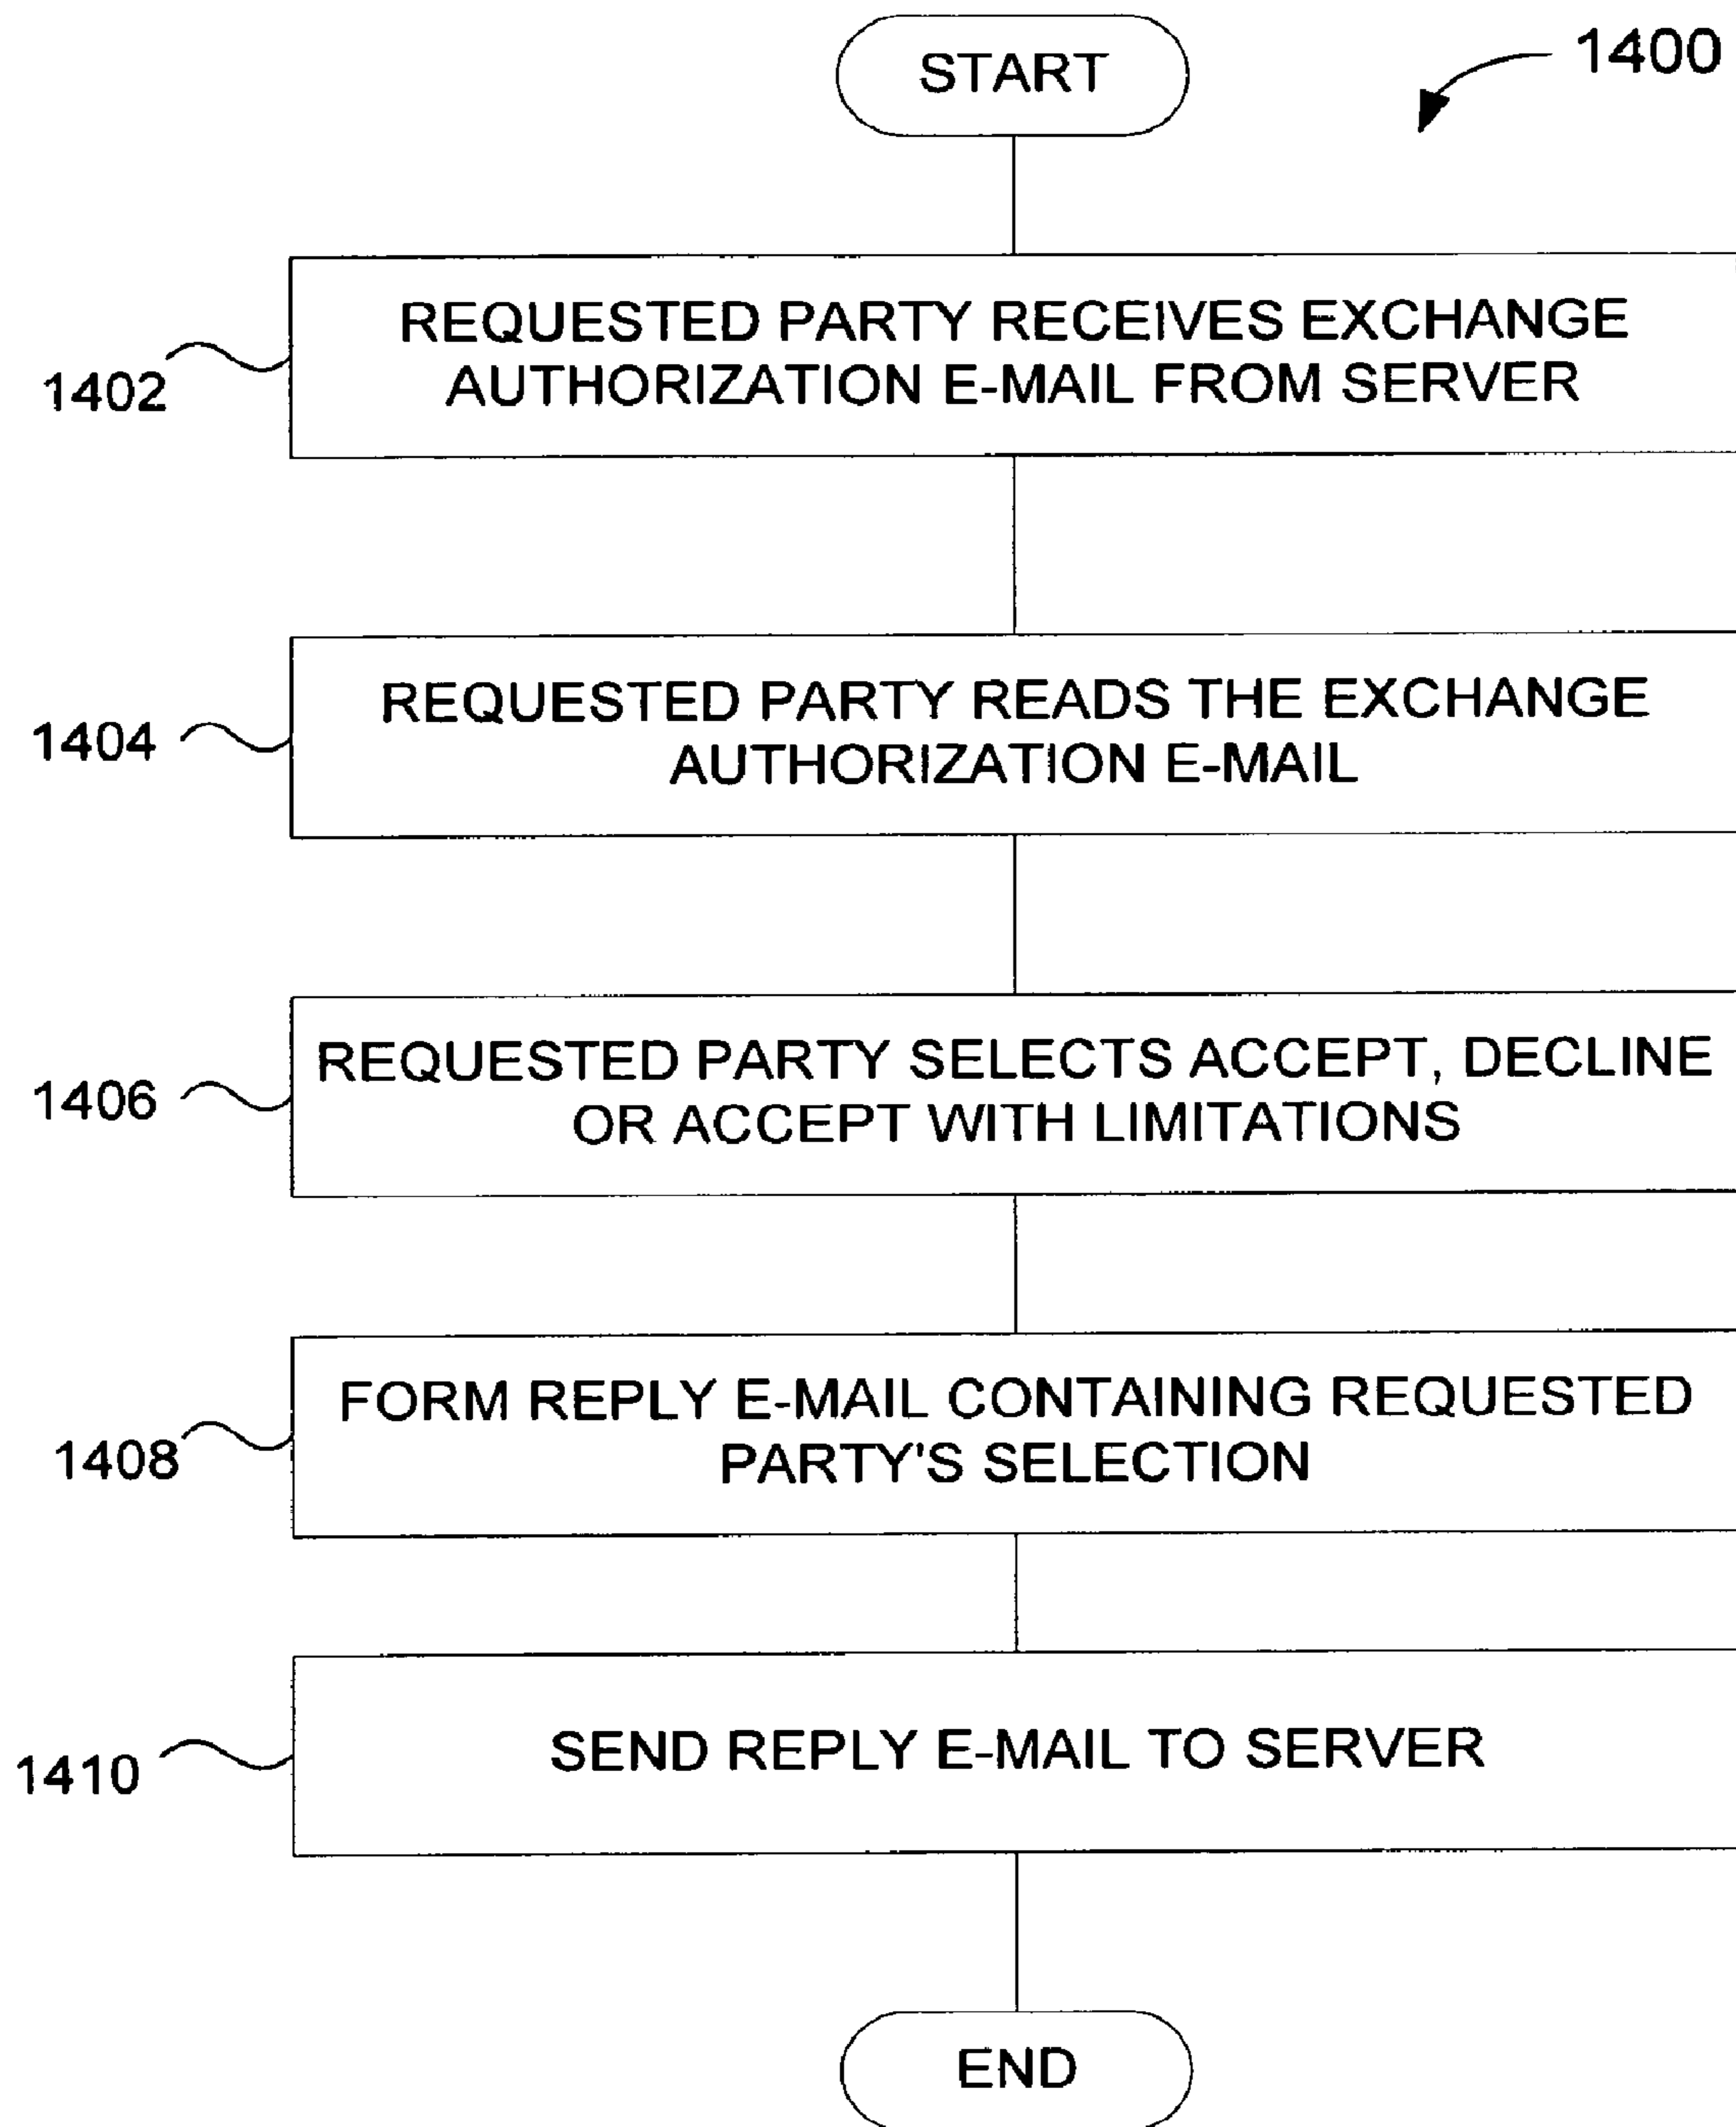 START
1400
REQUESTED PARTY RECEIVES EXCHANGE
AUTHORIZATION E-MAIL FROM SERVER
1402
REQUESTED PARTY READS THE EXCHANGE
AUTHORIZATION E-MAIL
1404
REQUESTED PARTY SELECTS ACCEPT, DECLINE
OR ACCEPT WITH LIMITATIONS
1406
FORM REPLY E-MAIL CONTAINING REQUESTED
PARTY'S SELECTION
1408
SEND REPLY E-MAIL TO SERVER
1410
END